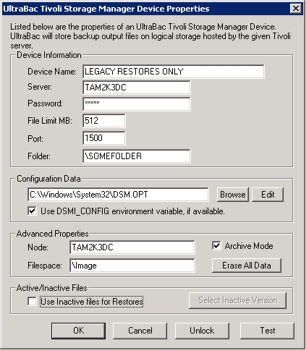 UltraBac Tivoli Storage Manager Device Properties
Listed below are the properties of an UltraBac Tivoli Storage Manager Device.
UltraBac will store backup output files on logical storage hosted by the given Tivoli
server.
Device Information
Device Name: LEGACY RESTORES ONLY
Server: TAM2K3DC
Password: *****
File Limit MB: 512
Port: 1500
Folder: \SOMEFOLDER
Configuration Data
C:\Windows\System32\DSM.OPT Browse Edit
Use DSMI_CONFIG environment variable, if available.
Advanced Properties
Node: TAM2K3DC Archive Mode
Filespace: \Image Erase All Data
Active/Inactive Files
Use Inactive files for Restores Select Inactive Version
OK Cancel Unlock Test